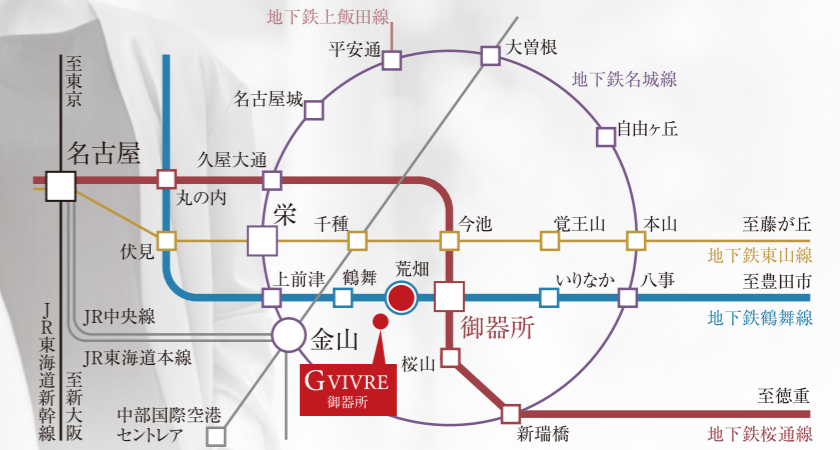 地下鉄上飯田線
平安通
大曽根
至東京
地下鉄名城線
名古屋城
自由ヶ丘
名古屋
久屋大通
丸の内
栄
千種
今池
覚王山
本山
至藤が丘
伏見
地下鉄東山線
上前津
鶴舞
荒畑
いりなか
八事
至豊田市
JR中央線
御器所
地下鉄鶴舞線
金山
JR東海道本線
JR東海道新幹線
至新大阪
桜山
GVIVRE
御器所
至徳重
中部国際空港
セントレア
新瑞橋
地下鉄桜通線